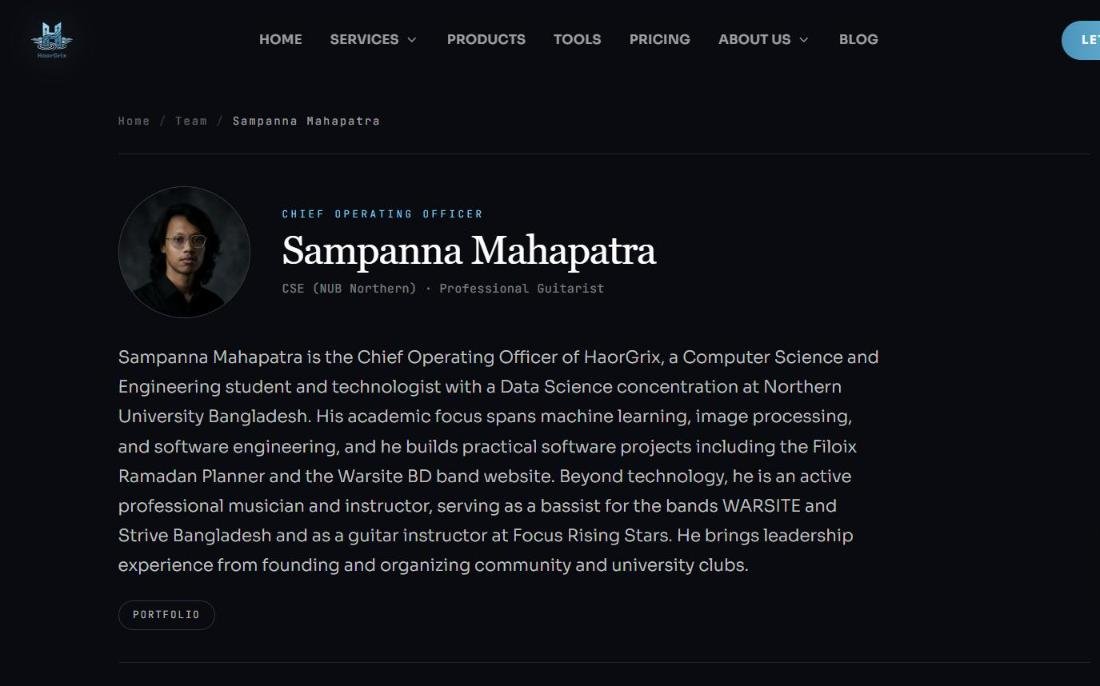 HaorGrix
HOME
SERVICES
PRODUCTS
TOOLS
PRICING
ABOUT US
BLOG
LET
Home / Team / Sampanna Mahapatra
CHIEF OPERATING OFFICER
Sampanna Mahapatra
CSE (NUB Northern) · Professional Guitarist
Sampanna Mahapatra is the Chief Operating Officer of HaorGrix, a Computer Science and
Engineering student and technologist with a Data Science concentration at Northern
University Bangladesh. His academic focus spans machine learning, image processing,
and software engineering, and he builds practical software projects including the Filoix
Ramadan Planner and the Warsite BD band website. Beyond technology, he is an active
professional musician and instructor, serving as a bassist for the bands WARSITE and
Strive Bangladesh and as a guitar instructor at Focus Rising Stars. He brings leadership
experience from founding and organizing community and university clubs.
PORTFOLIO